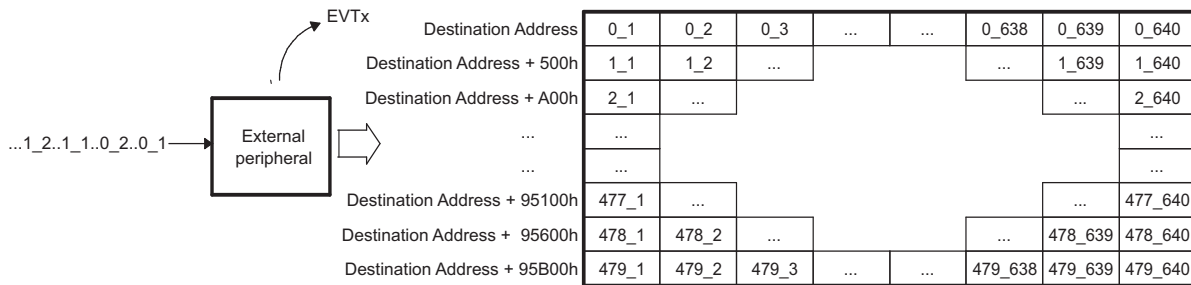 EVTx
Destination Address 0_1 0_2 0_3 ... ... 0_638 0_639 0_640
Destination Address + 500h 1_1 1_2 ... ... 1_639 1_640
Destination Address + A00h 2_1 ... ... 2_640
... ... ...
...1_2..1_1..0_2..0_1
External
peripheral
... ... ...
Destination Address + 95100h 477_1 ... ... 477_640
Destination Address + 95600h 478_1 478_2 ... ... 478_639 478_640
Destination Address + 95B00h 479_1 479_2 479_3 ... ... 479_638 479_639 479_640